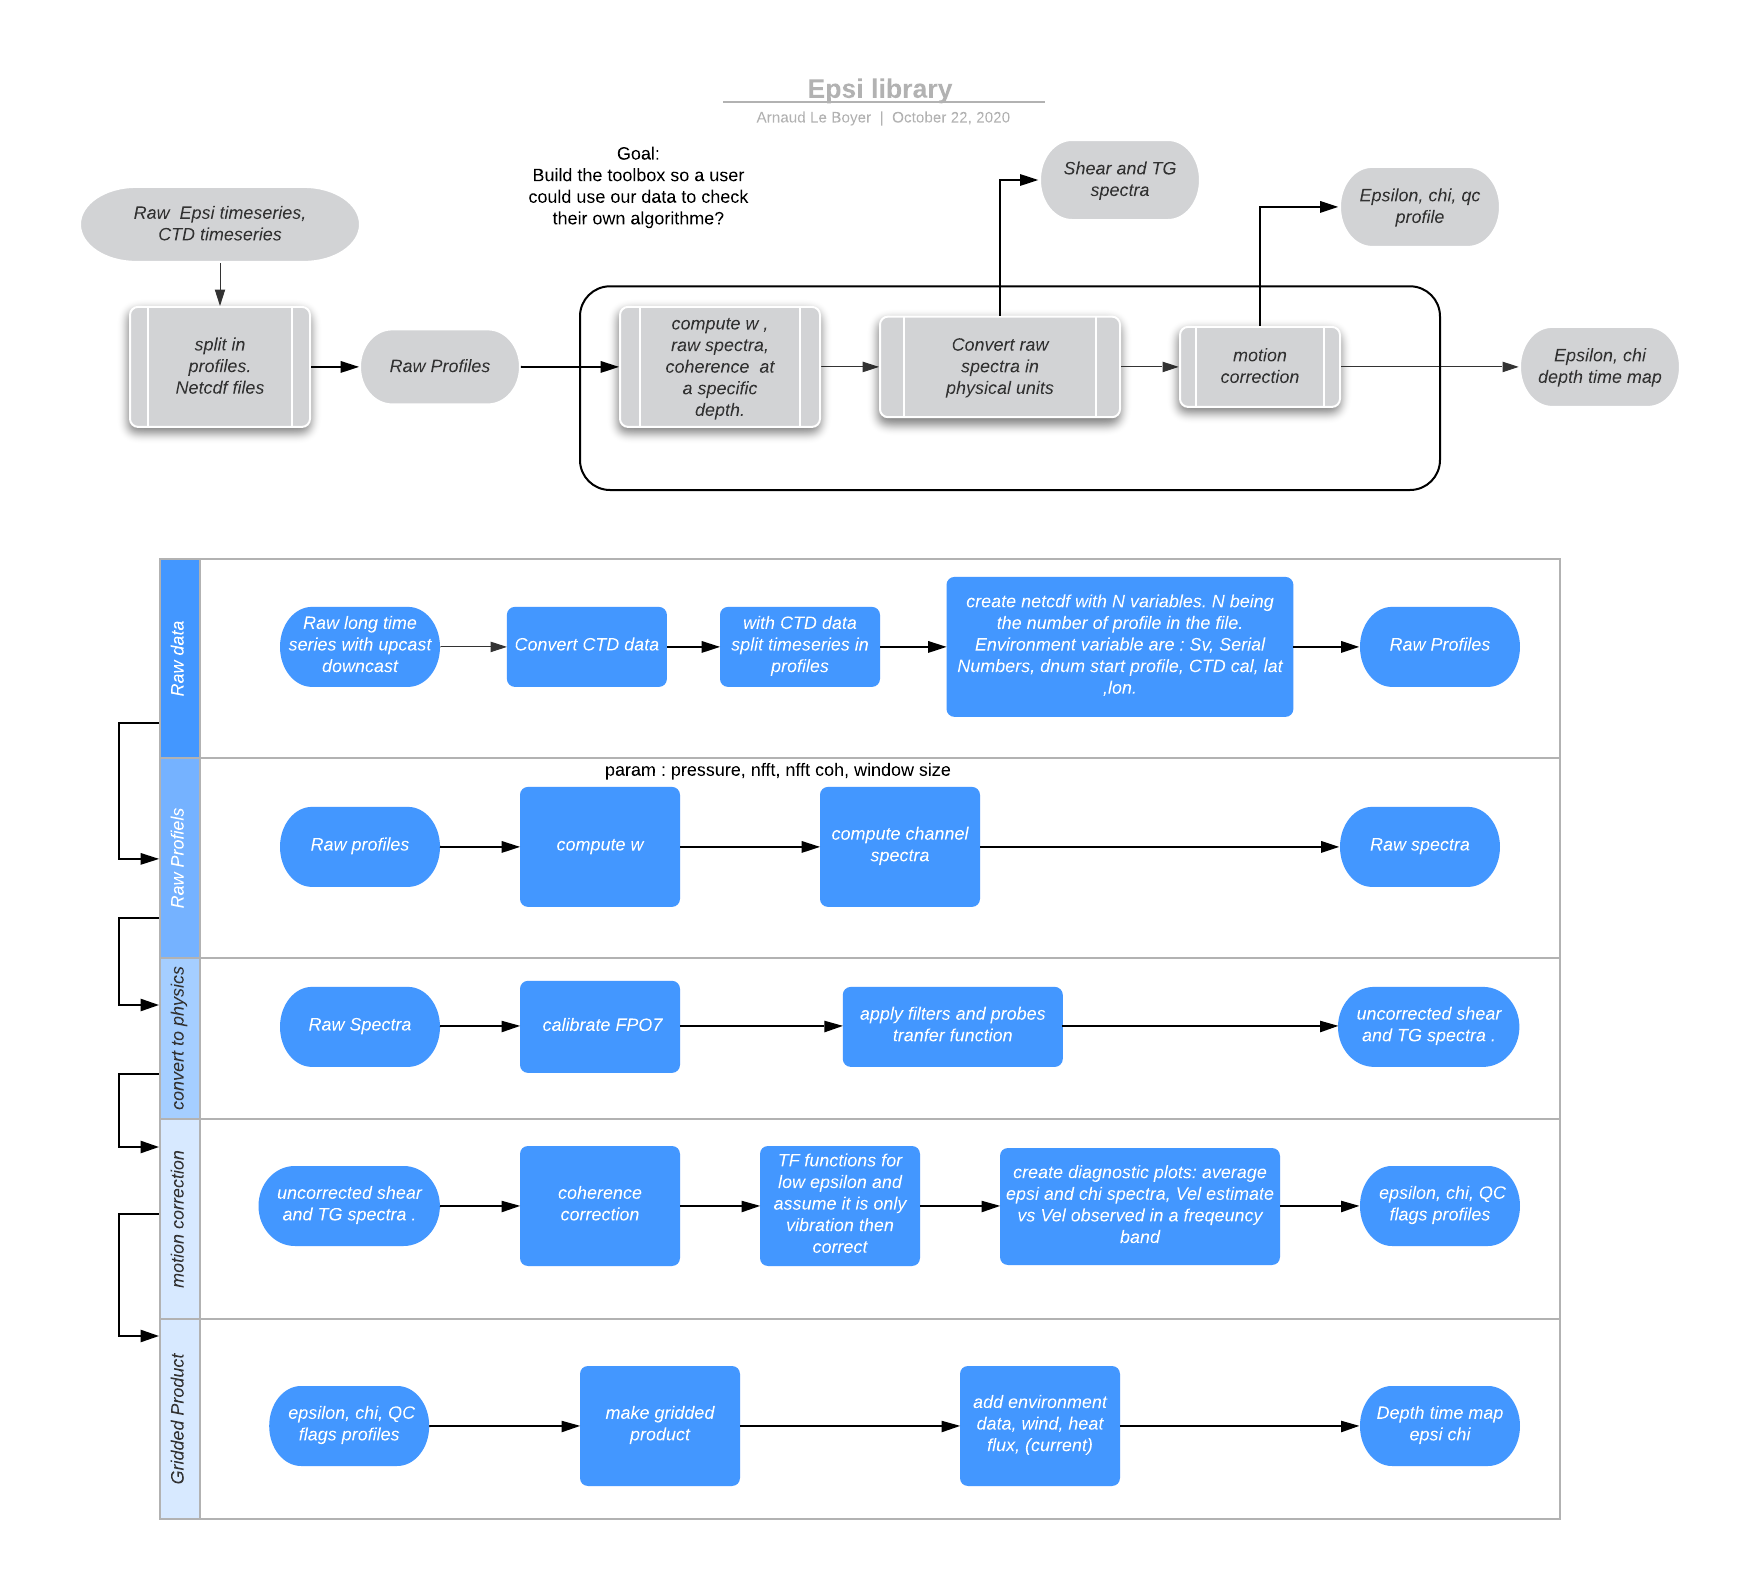 Epsi library
Arnaud Le Boyer | October 22, 2020
Goal:
Build the toolbox so a user
could use our data to check
their own algorithme?
Shear and TG
spectra
Epsilon, chi, qc
profile
Raw Epsi timeseries,
CTD timeseries
split in
profiles.
Netcdf files
Raw Profiles
compute w ,
raw spectra,
coherence at
a specific
depth.
Convert raw
spectra in
physical units
motion
correction
Epsilon, chi
depth time map
Raw data
Raw long time
series with upcast
downcast
Convert CTD data
with CTD data
split timeseries in
profiles
create netcdf with N variables. N being
the number of profile in the file.
Environment variable are : Sv, Serial
Numbers, dnum start profile, CTD cal, lat
,lon.
Raw Profiles
Raw Profiels
param : pressure, nfft, nfft coh, window size
Raw profiles
compute w
compute channel
spectra
Raw spectra
convert to physics
Raw Spectra
calibrate FPO7
apply filters and probes
tranfer function
uncorrected shear
and TG spectra .
motion correction
uncorrected shear
and TG spectra .
coherence
correction
TF functions for
low epsilon and
assume it is only
vibration then
correct
create diagnostic plots: average
epsi and chi spectra, Vel estimate
vs Vel observed in a freqeuncy
band
epsilon, chi, QC
flags profiles
Gridded Product
epsilon, chi, QC
flags profiles
make gridded
product
add environment
data, wind, heat
flux, (current)
Depth time map
epsi chi